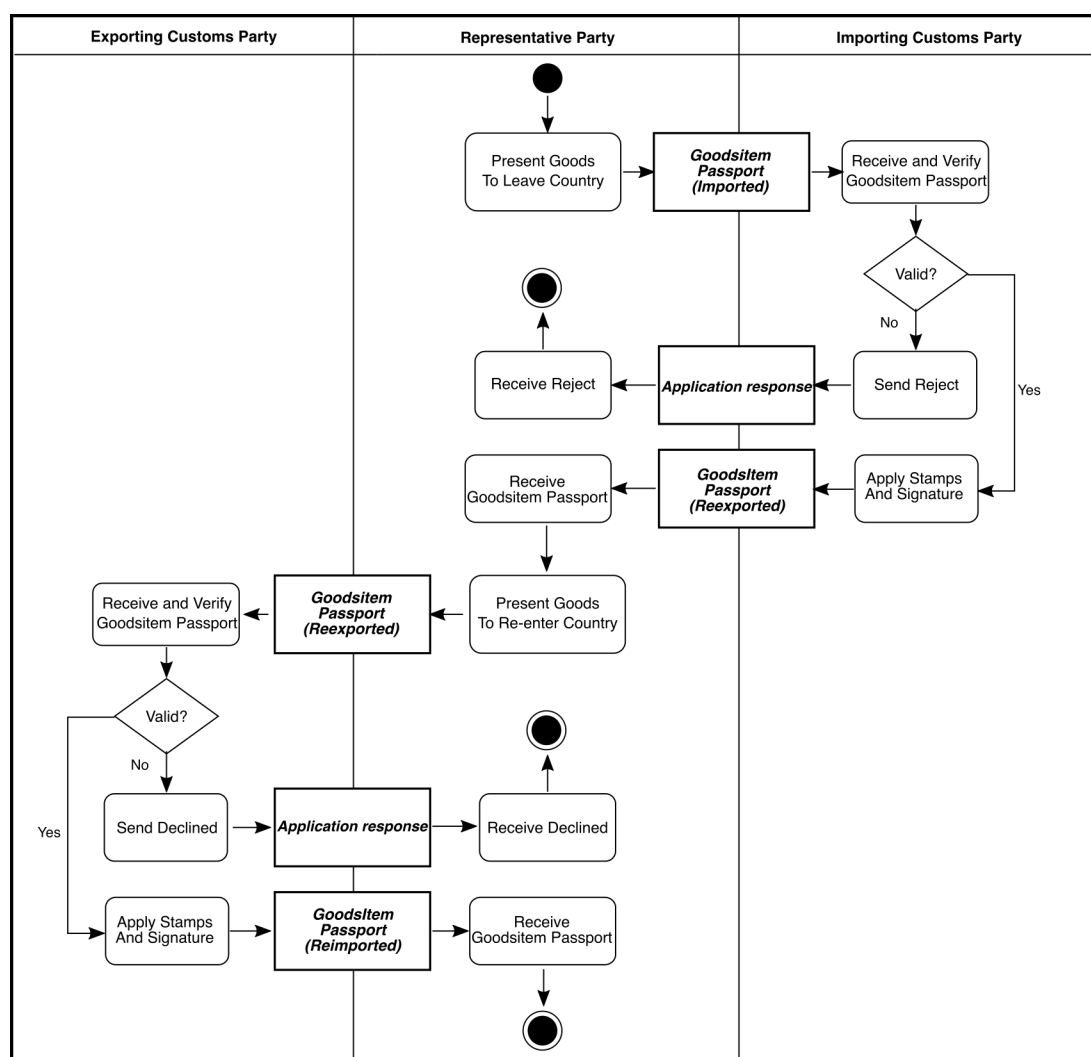 Exporting Customs Party
Representative Party
Importing Customs Party
Present Goods
To Leave Country
Goodsitem
Passport
(Imported)
Receive and Verify
Goodsitem Passport
Valid?
No
Yes
Receive Reject
Application response
Send Reject
Receive
Goodsitem Passport
GoodsItem
Passport
(Reexported)
Apply Stamps
And Signature
Receive and Verify
Goodsitem Passport
Goodsitem
Passport
(Reexported)
Present Goods
To Re-enter Country
Valid?
No
Yes
Send Declined
Application response
Receive Declined
Apply Stamps
And Signature
GoodsItem
Passport
(Reimported)
Receive
Goodsitem Passport